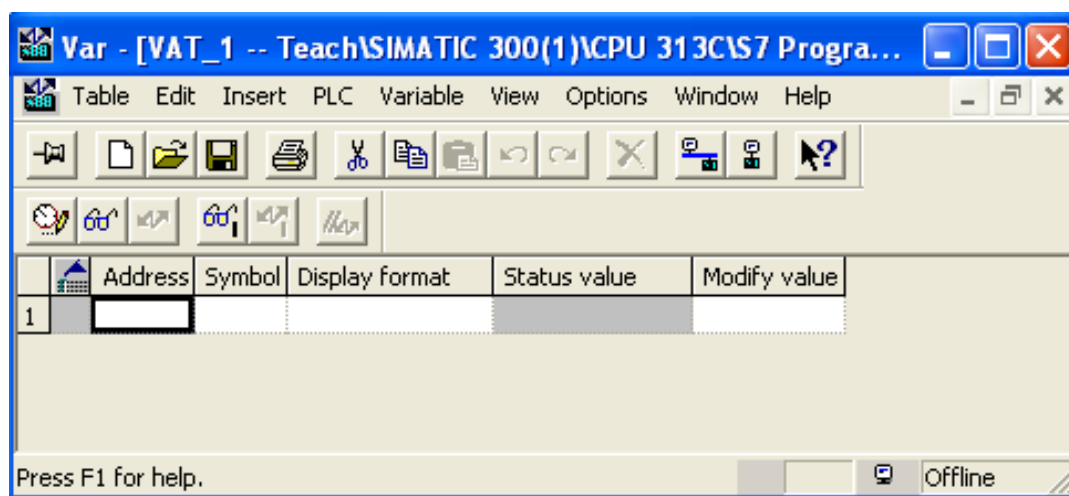 Var - [VAT_1 -- Teach\SIMATIC 300(1)\CPU 313C\S7 Progra...
Table Edit Insert PLC Variable View Options Window Help
Address Symbol Display format Status value Modify value
1
Press F1 for help. Offline